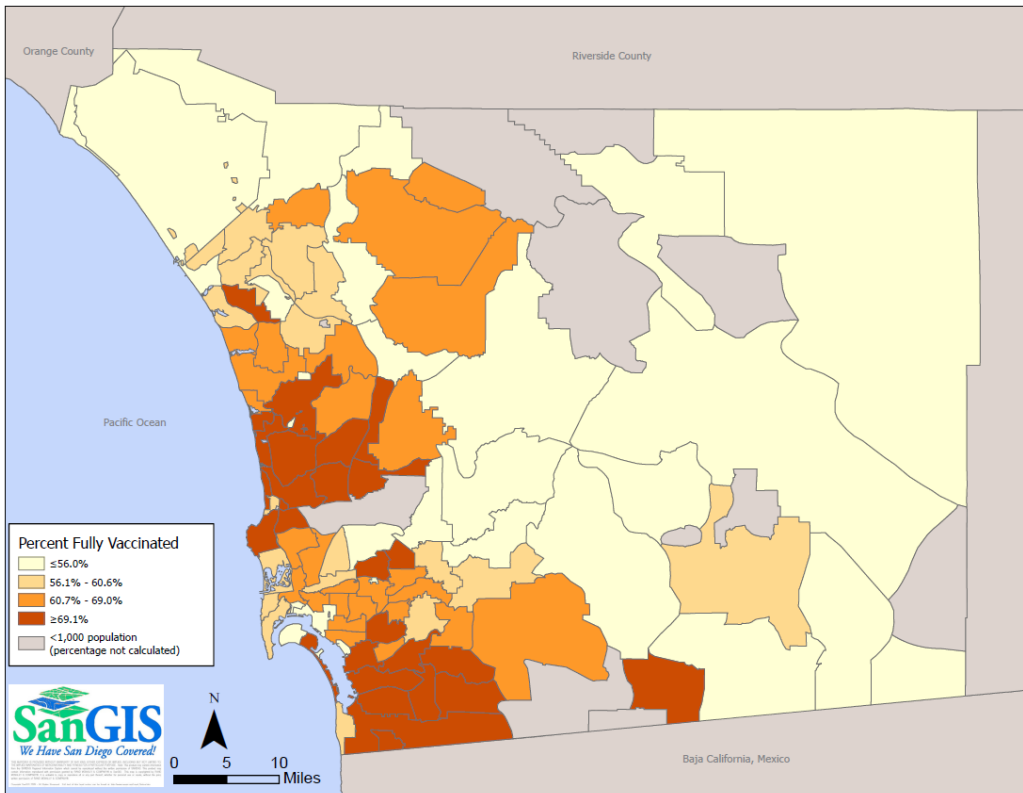 Orange County
Riverside County
Pacific Ocean
Percent Fully Vaccinated
≤56.0%
56.1% - 60.6%
60.7% - 69.0%
≥69.1%
<1,000 population
(percentage not calculated)
SanGIS
We Have San Diego Covered!
N
0 5 10
Miles
Baja California, Mexico